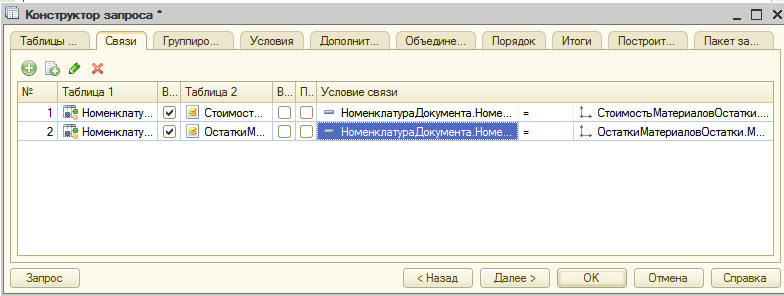 Конструктор запроса *
Таблицы ... Связи Группиро... Условия Дополнит... Объедине... Порядок Итоги Построит... Пакет за...
№ Таблица 1 В... Таблица 2 В... П... Условие связи
1 Номенклату... Стоимост... НоменклатураДокумента.Номе... = СтоимостьМатериаловОстатки....
2 Номенклату... ОстаткиМ... НоменклатураДокумента.Номе... = ОстаткиМатериаловОстатки.М...
Запрос < Назад Далее > OK Отмена Справка